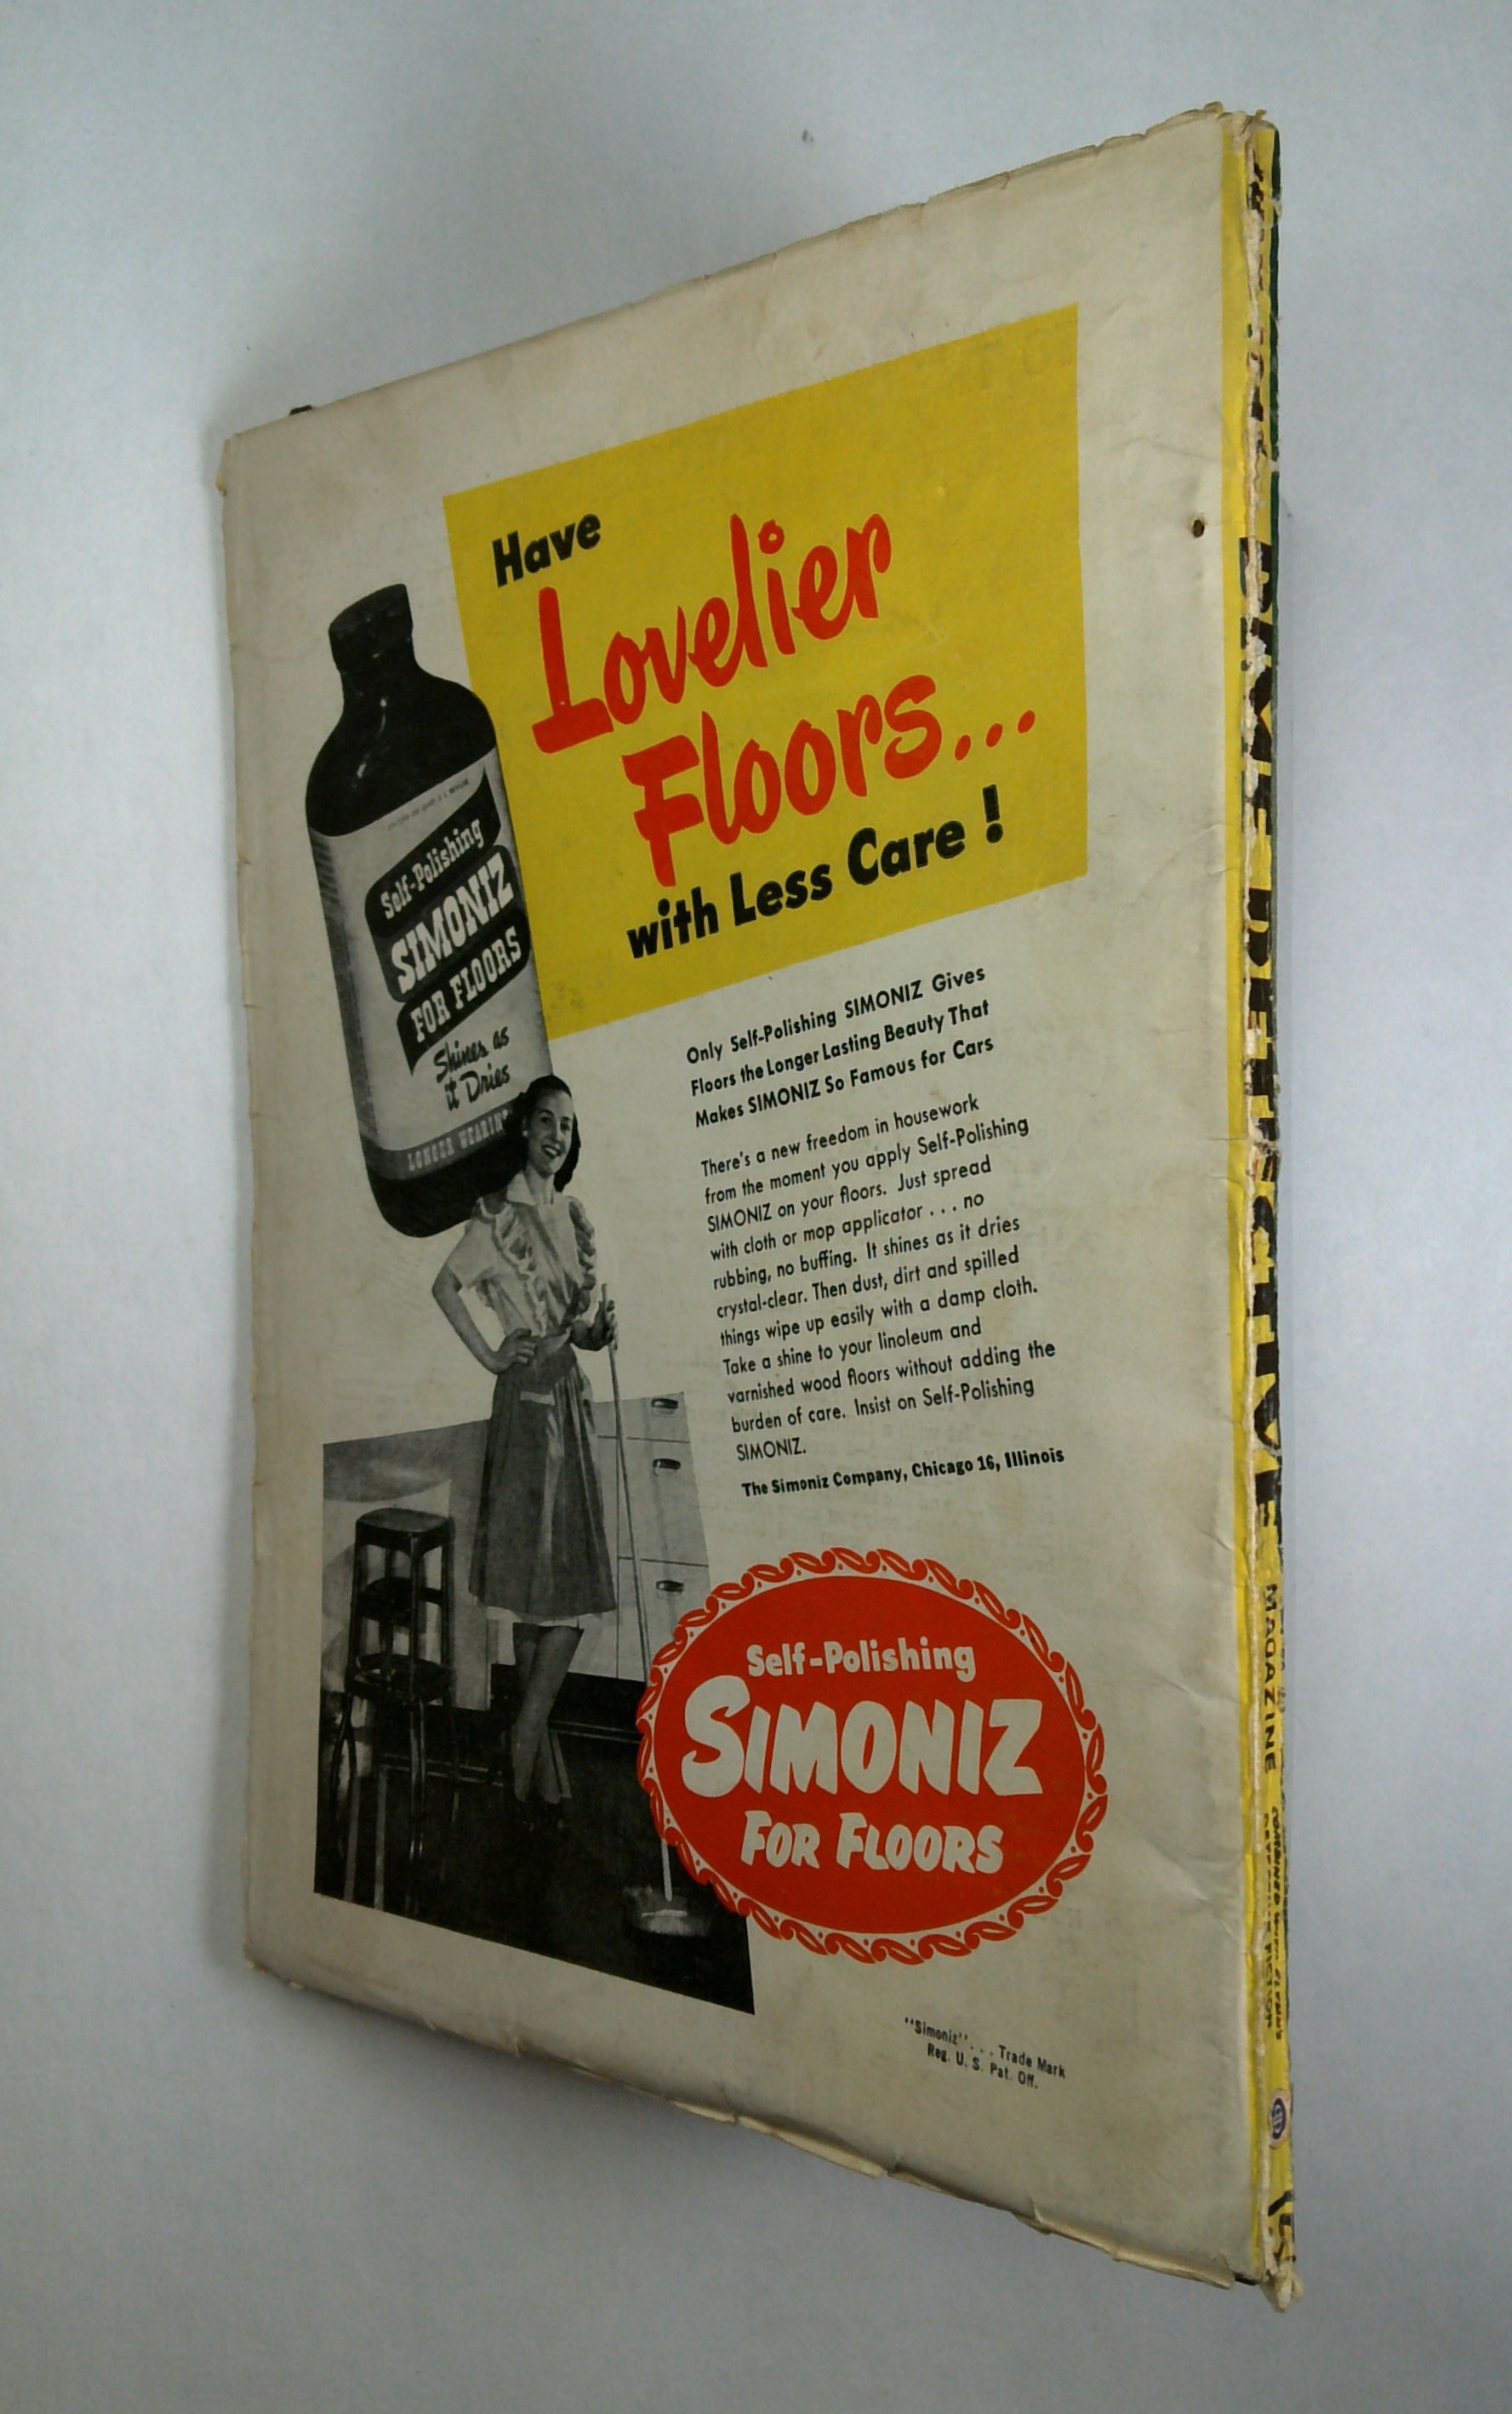 Have
Lovelier
Floors...
with Less Care!
Self-Polishing
SIMONIZ
FOR FLOORS
Shines as
it Dries
LONGER WEARIN
Only Self-Polishing SIMONIZ Gives
Floors the Longer Lasting Beauty That
Makes SIMONIZ So Famous for Cars
There's a new freedom in housework
from the moment you apply Self-Polishing
SIMONIZ on your floors. Just spread
with cloth or mop applicator . . . no
rubbing, no buffing. It shines as it dries
crystal-clear. Then dust, dirt and spilled
things wipe up easily with a damp cloth.
Take a shine to your linoleum and
varnished wood floors without adding the
burden of care. Insist on Self-Polishing
SIMONIZ.
The Simoniz Company, Chicago 16, Illinois
Self-Polishing
SIMONIZ
FOR FLOORS
"Simoniz". . . Trade Mark
Reg. U. S. Pat. Off.
DIME DETECTIVE MAGAZINE